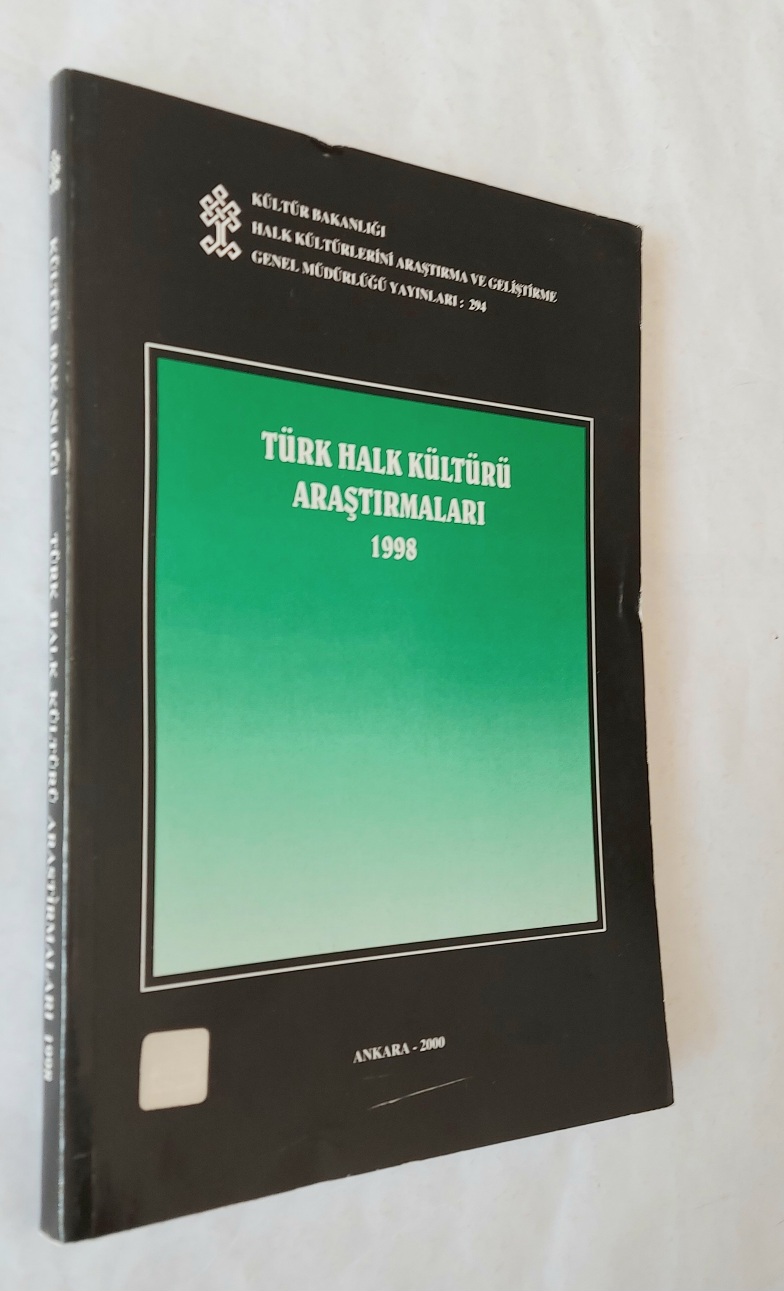 KÜLTÜR BAKANLIĞI
HALK KÜLTÜRLERİNİ ARAŞTIRMA VE GELİŞTİRME
GENEL MÜDÜRLÜĞÜ YAYINLARI : 294
TÜRK HALK KÜLTÜRÜ
ARAŞTIRMALARI
1998
ANKARA - 2000
KÜLTÜR BAKANLIĞI TÜRK HALK KÜLTÜRÜ ARAŞTIRMALARI 1998